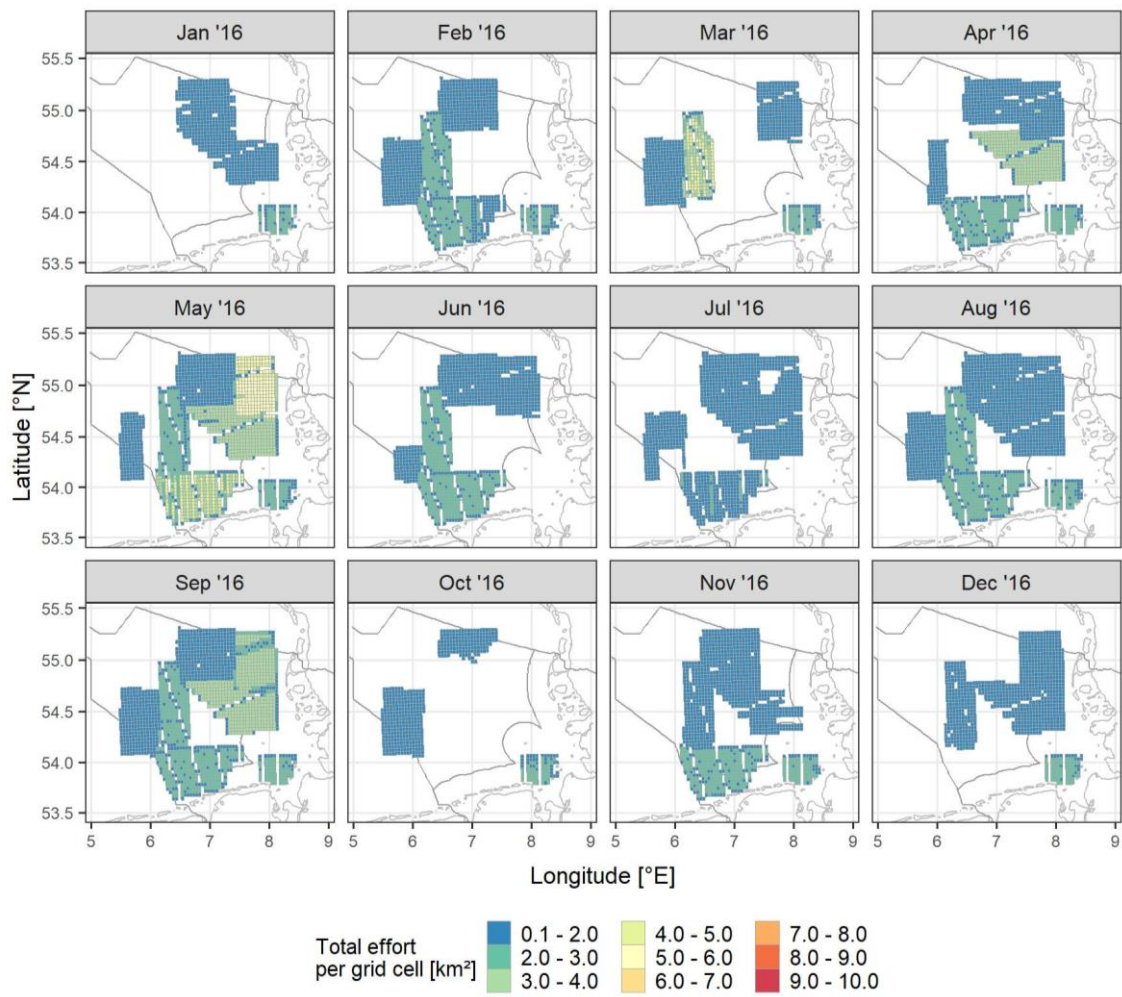 Jan '16 Feb '16 Mar '16 Apr '16
55.5
55.0
54.5
54.0
53.5
May '16 Jun '16 Jul '16 Aug '16
55.5
55.0
54.5
54.0
53.5
Latitude [°N]
Sep '16 Oct '16 Nov '16 Dec '16
55.5
55.0
54.5
54.0
53.5
5 6 7 8 9 5 6 7 8 9 5 6 7 8 9 5 6 7 8 9
Longitude [°E]
Total effort
per grid cell [km²]
0.1 - 2.0 4.0 - 5.0 7.0 - 8.0
2.0 - 3.0 5.0 - 6.0 8.0 - 9.0
3.0 - 4.0 6.0 - 7.0 9.0 - 10.0